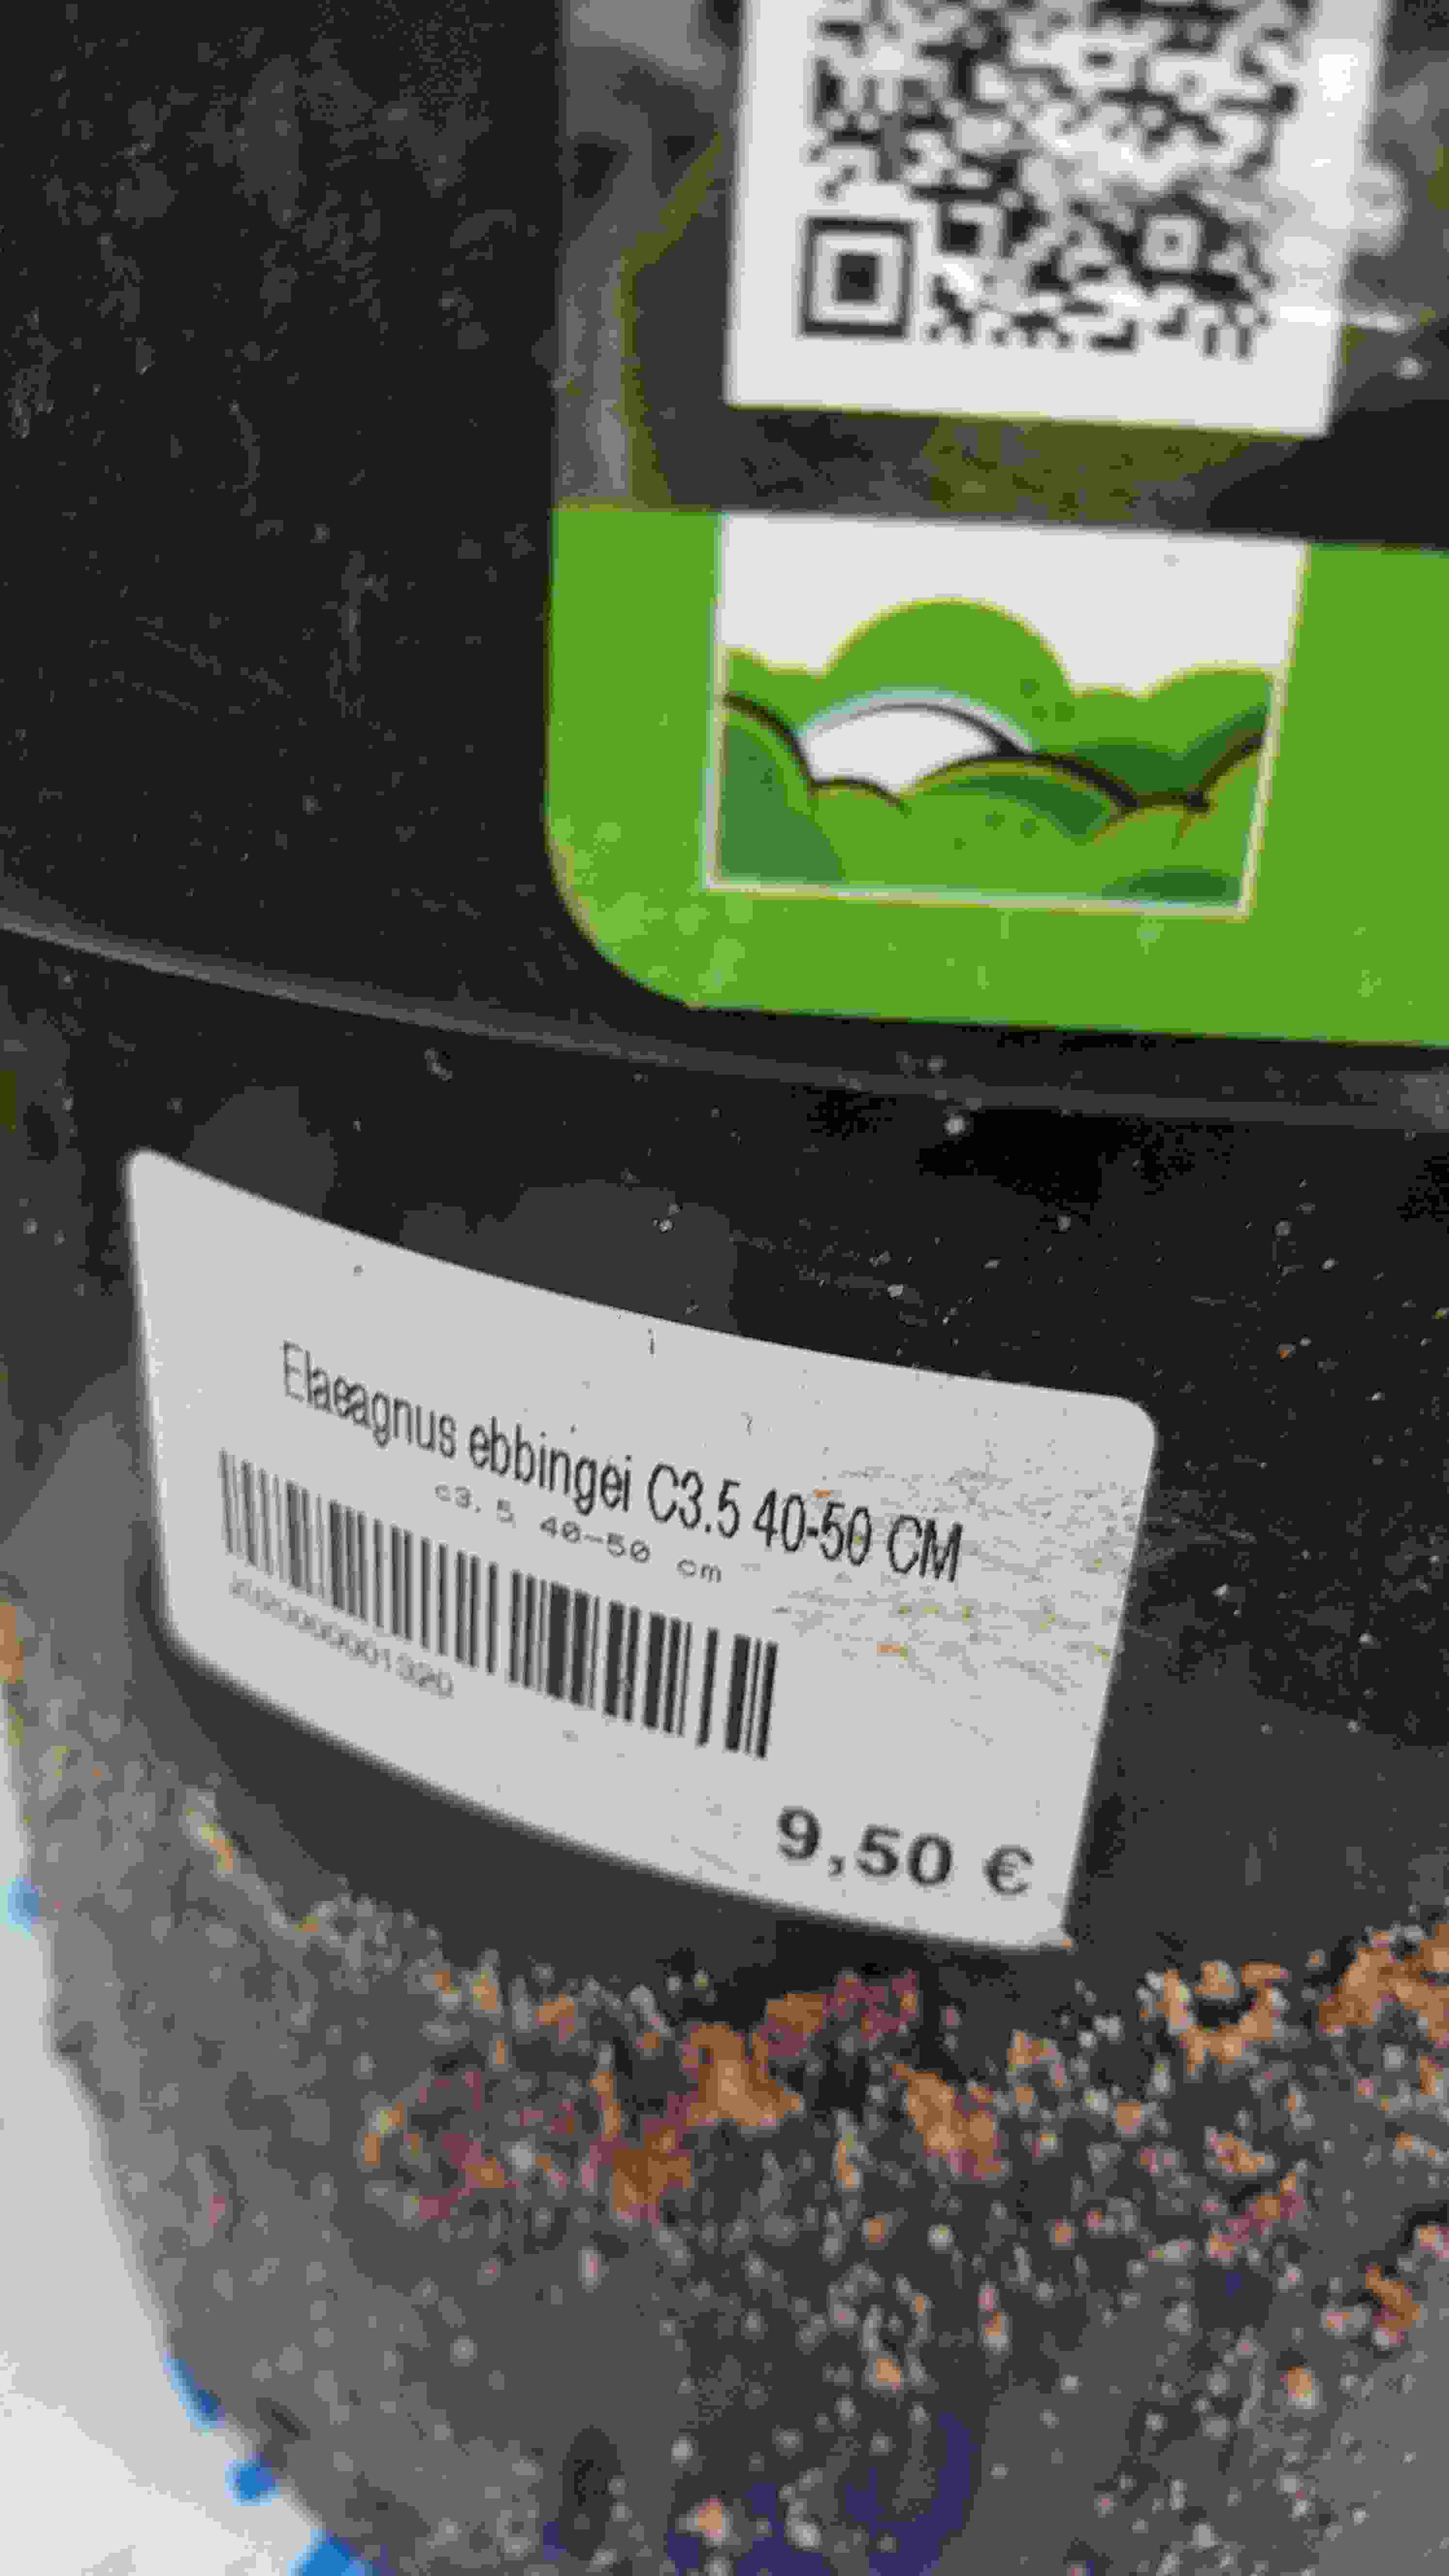 Elaeagnus ebbingei C3.5 40-50 CM
c3.5 40-50 cm
9,50 €